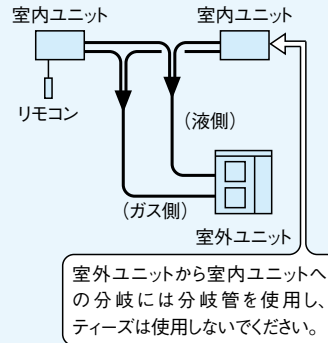 室内ユニット
室内ユニット
リモコン
（液側）
（ガス側）
室外ユニット
室外ユニットから室内ユニットへ
の分岐には分岐管を使用し、
ティーズは使用しないでください。